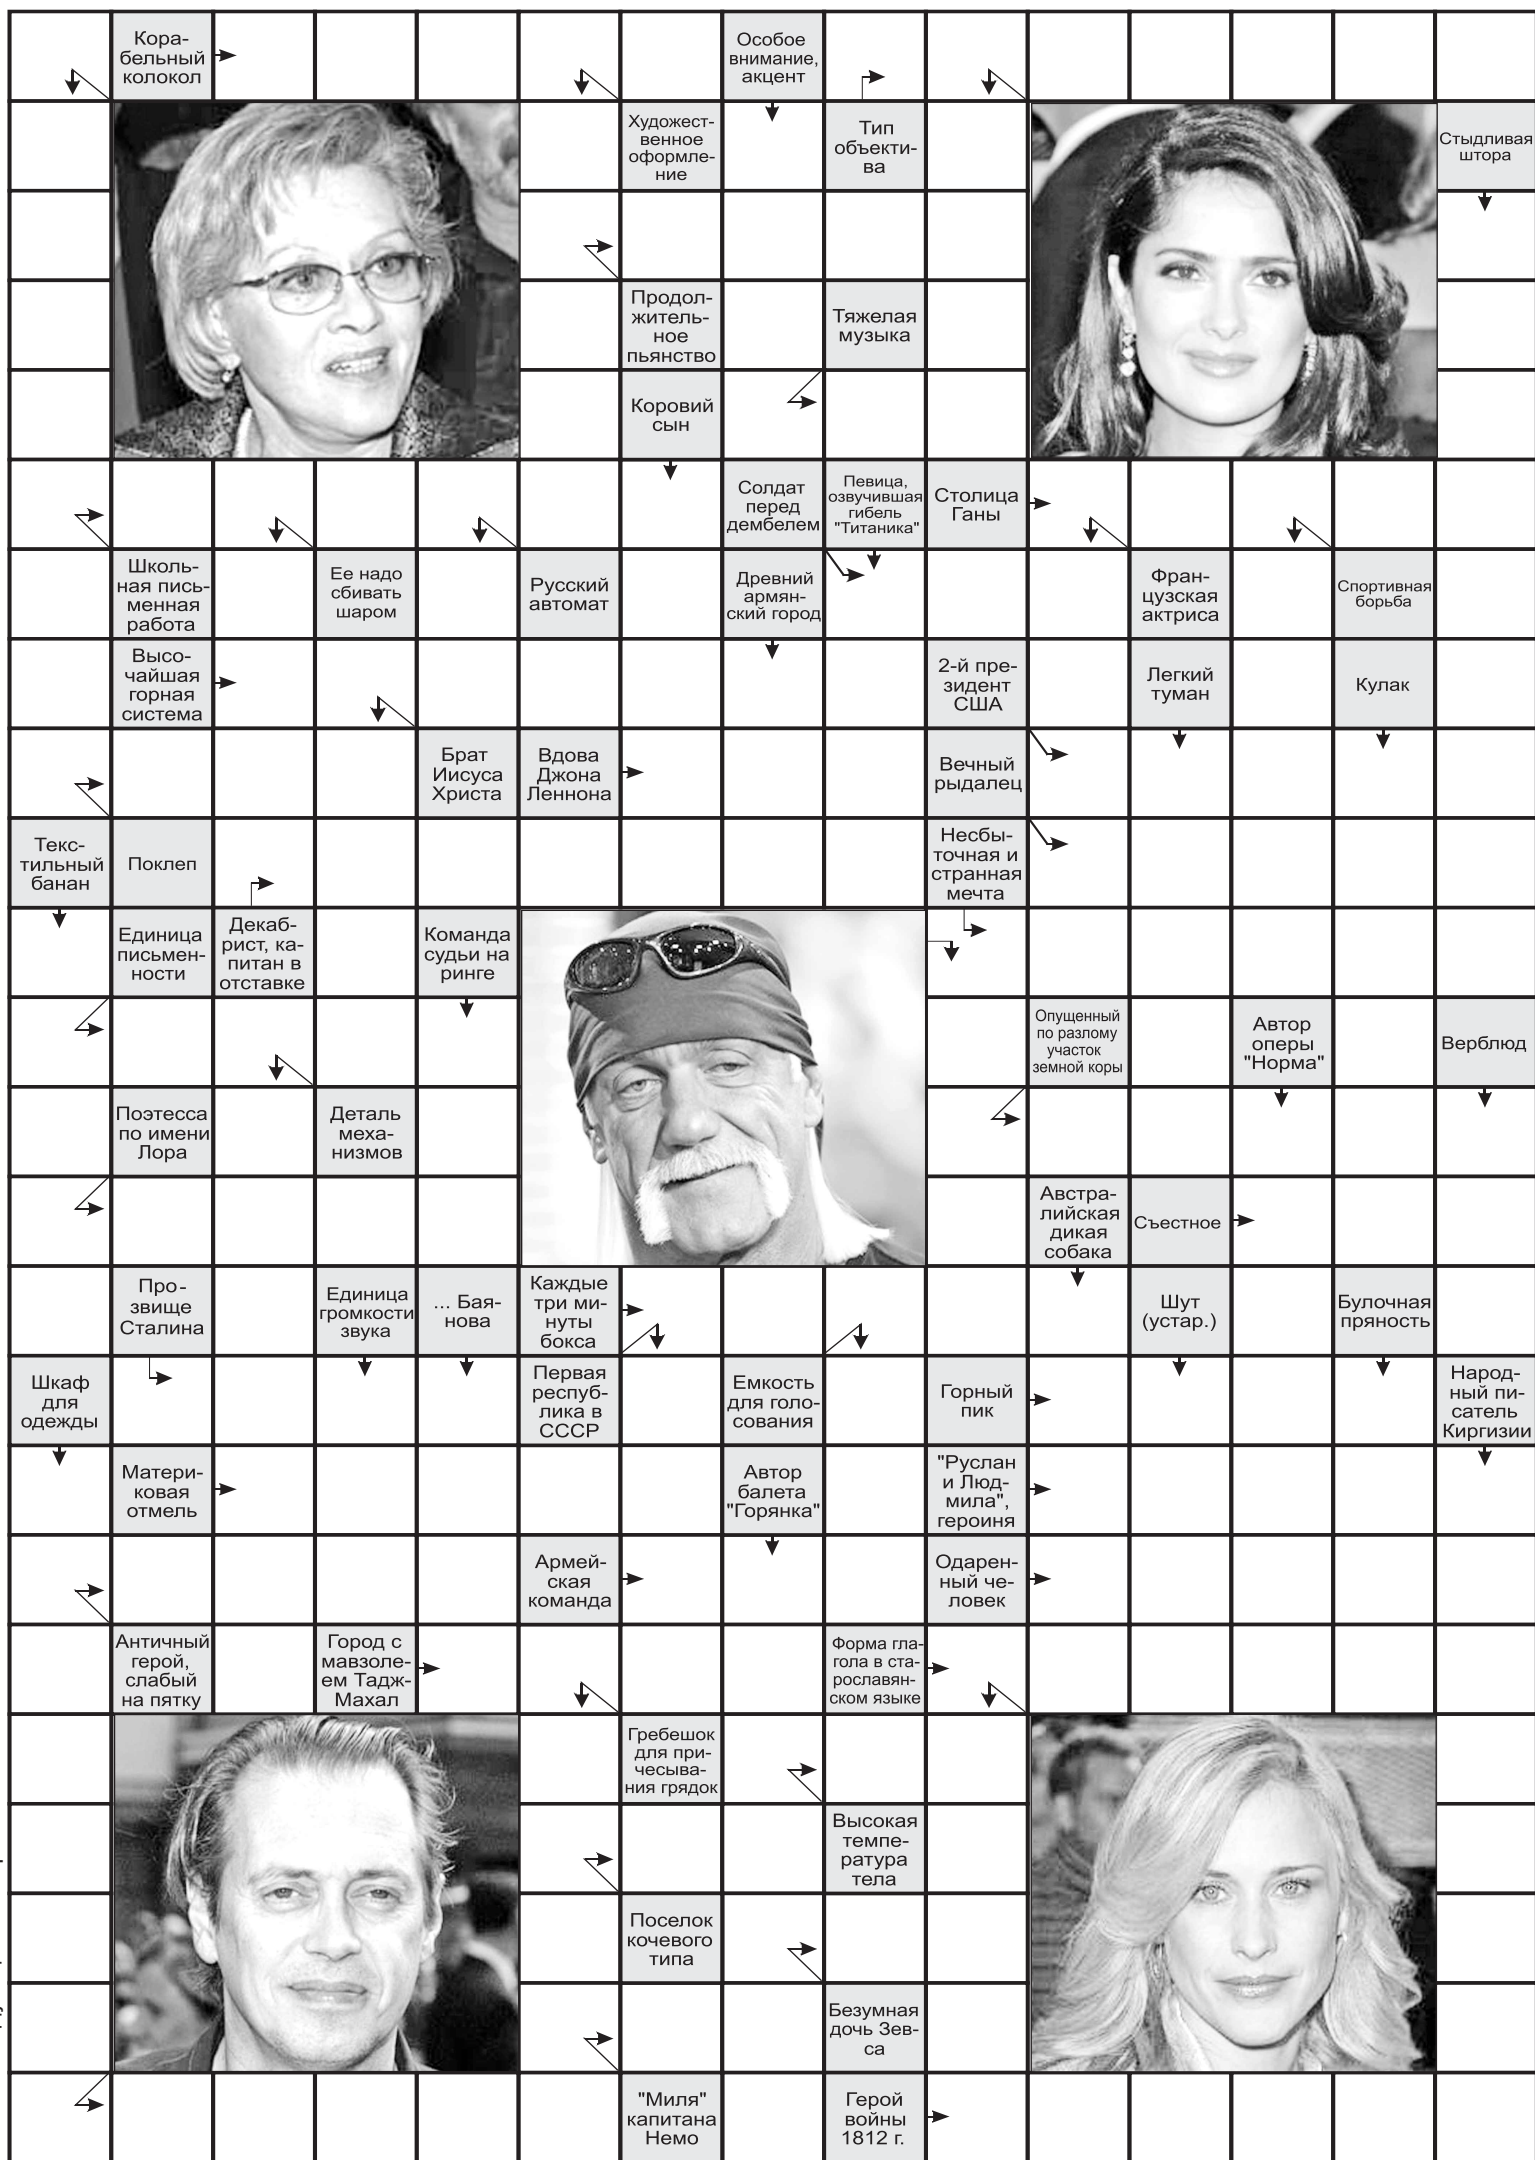 Кора-
бельный
колокол
Особое
внимание,
акцент
Художест-
венное
оформле-
ние
Тип
объекти-
ва
Стыдливая
штора
Продол-
житель-
ное
пьянство
Тяжелая
музыка
Коровий
сын
Солдат
перед
дембелем
Певица,
озвучившая
гибель
"Титаника"
Столица
Ганы
Школь-
ная пись-
менная
работа
Ее надо
сбивать
шаром
Русский
автомат
Древний
армян-
ский город
Фран-
цузская
актриса
Спортивная
борьба
Высо-
чайшая
горная
система
2-й пре-
зидент
США
Легкий
туман
Кулак
Брат
Иисуса
Христа
Вдова
Джона
Леннона
Вечный
рыдалец
Текс-
тильный
банан
Поклеп
Несбы-
точная и
странная
мечта
Единица
письмен-
ности
Декаб-
рист, ка-
питан в
отставке
Команда
судьи на
ринге
Опущенный
по разлому
участок
земной коры
Автор
оперы
"Норма"
Верблюд
Поэтесса
по имени
Лора
Деталь
меха-
низмов
Австра-
лийская
дикая
собака
Съестное
Про-
звище
Сталина
Единица
громкости
звука
... Бая-
нова
Каждые
три ми-
нуты
бокса
Шут
(устар.)
Булочная
пряность
Шкаф
для
одежды
Первая
респуб-
лика в
СССР
Емкость
для голо-
сования
Горный
пик
Народ-
ный пи-
сатель
Киргизии
Матери-
ковая
отмель
Автор
балета
"Горянка"
"Руслан
и Люд-
мила",
героиня
Армей-
ская
команда
Одарен-
ный че-
ловек
Античный
герой,
слабый
на пятку
Город с
мавзоле-
ем Тадж-
Махал
Форма гла-
гола в ста-
рославян-
ском языке
Гребешок
для при-
чесыва-
ния грядок
Высокая
темпе-
ратура
тела
Поселок
кочевого
типа
Безумная
дочь Зев-
са
"Миля"
капитана
Немо
Герой
войны
1812 г.